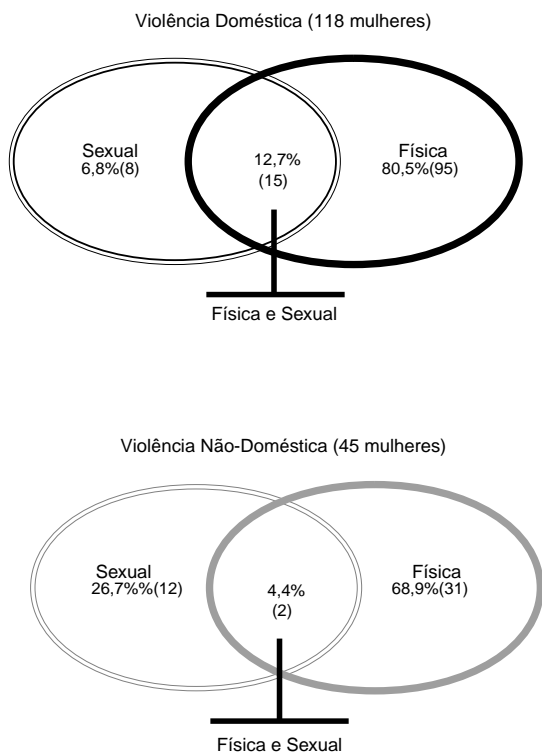 Violência Doméstica (118 mulheres)
Sexual
6,8%(8)
12,7%
(15)
Física
80,5%(95)
Física e Sexual
Violência Não-Doméstica (45 mulheres)
Sexual
26,7%%(12)
4,4%
(2)
Física
68,9%(31)
Física e Sexual